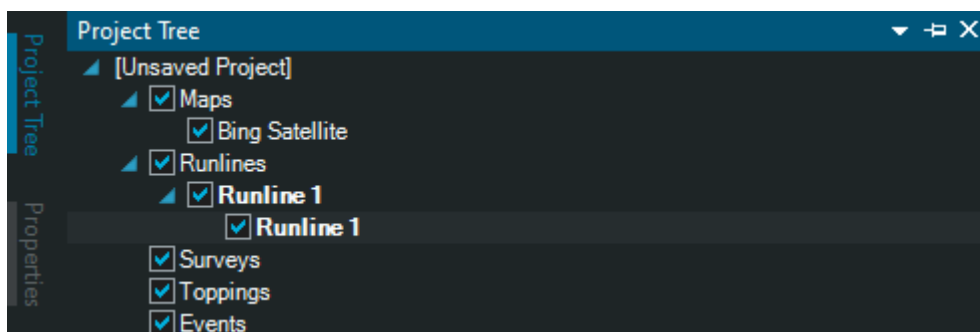 Project Tree
Properties
Project Tree
[Unsaved Project]
Maps
Bing Satellite
Runlines
Runline 1
Runline 1
Surveys
Toppings
Events